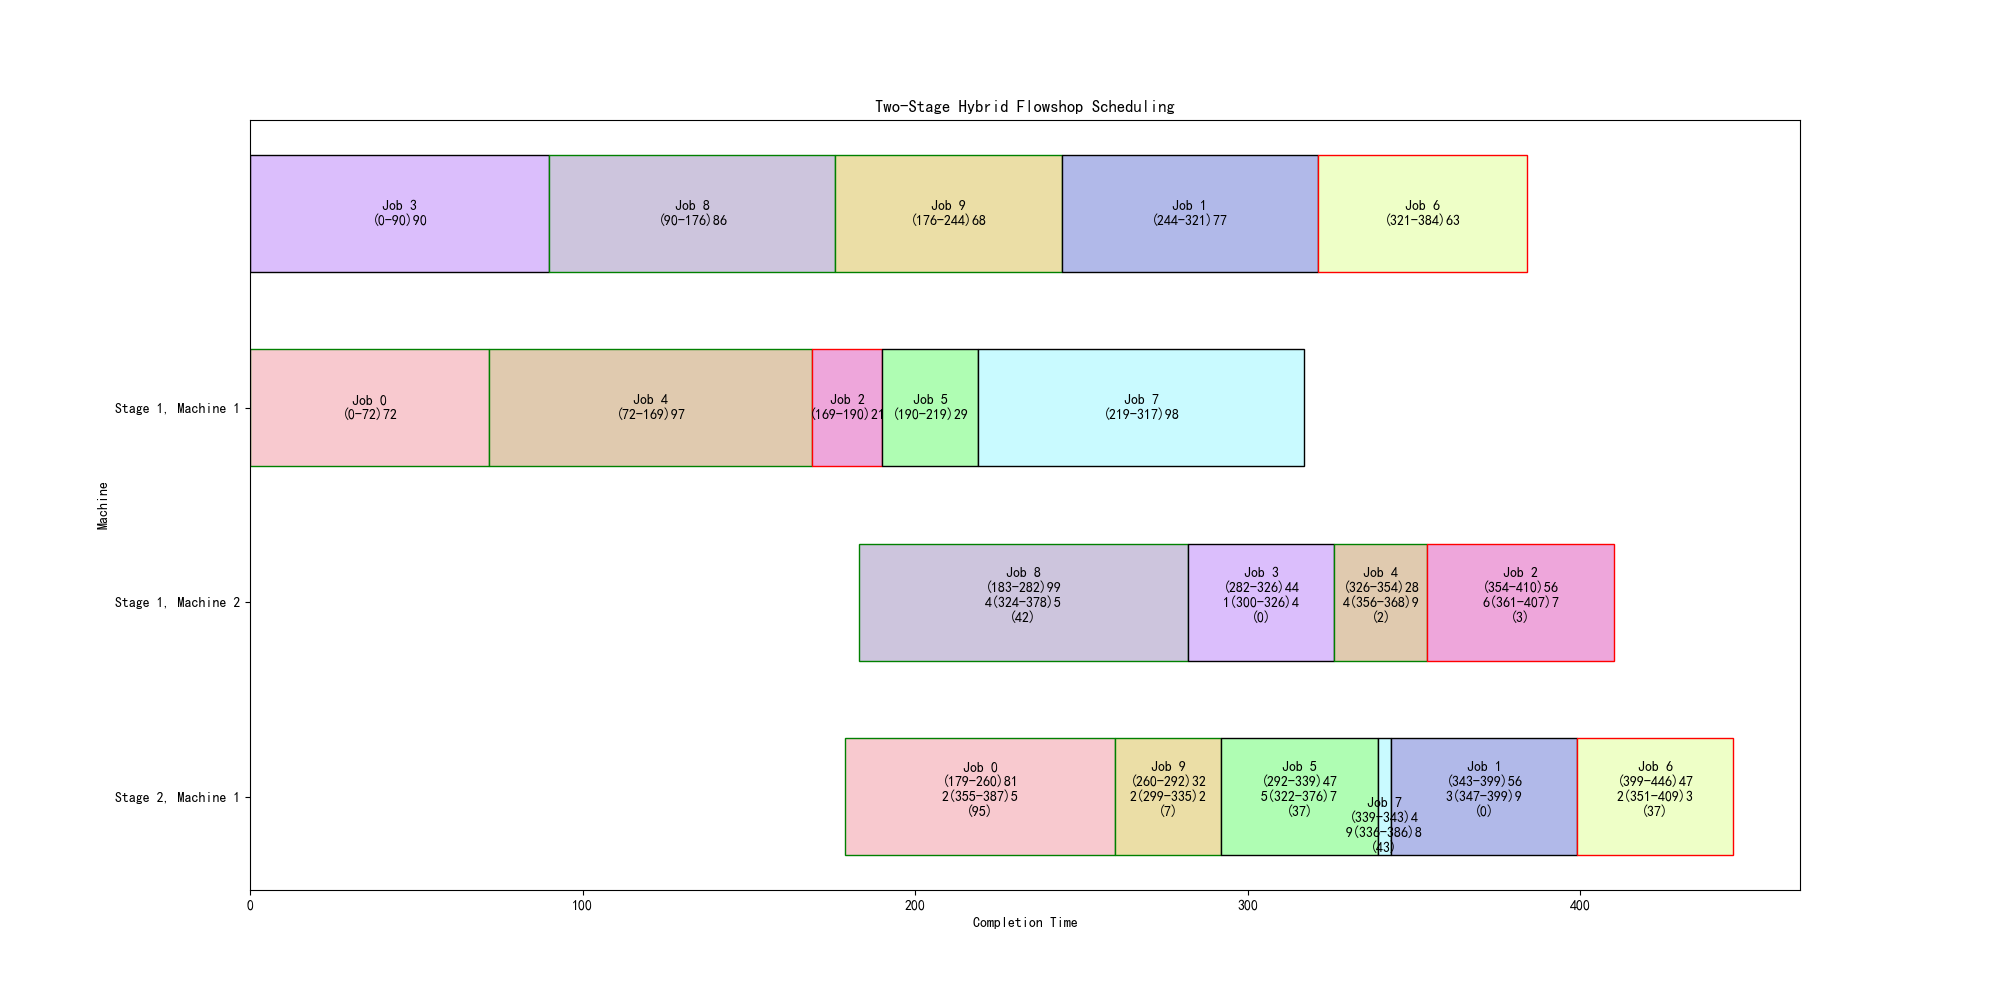 Two-Stage Hybrid Flowshop Scheduling
Job 3
(0-90)90
Job 8
(90-176)86
Job 9
(176-244)68
Job 1
(244-321)77
Job 6
(321-384)63
Stage 1, Machine 1
Job 0
(0-72)72
Job 4
(72-169)97
Job 2
(169-190)21
Job 5
(190-219)29
Job 7
(219-317)98
Machine
Stage 1, Machine 2
Job 8
(183-282)99
4(324-378)5
(42)
Job 3
(282-326)44
1(300-326)4
(0)
Job 4
(326-354)28
4(356-368)9
(2)
Job 2
(354-410)56
6(361-407)7
(3)
Stage 2, Machine 1
Job 0
(179-260)81
2(355-387)5
(95)
Job 9
(260-292)32
2(299-335)2
(7)
Job 5
(292-339)47
5(322-376)7
(37)
Job 7
(339-343)4
9(336-386)8
(43)
Job 1
(343-399)56
3(347-399)9
(0)
Job 6
(399-446)47
2(351-409)3
(37)
0
100
200
300
400
Completion Time